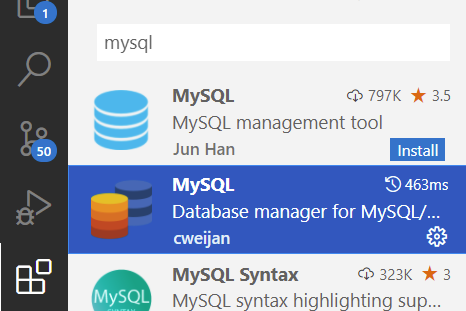 1
mysql
MySQL 797K 3.5
MySQL management tool
Jun Han Install
50
MySQL 463ms
Database manager for MySQL/...
cweijan
MySQL Syntax 323K 3
MySQL
MySQL syntax highlighting sup...